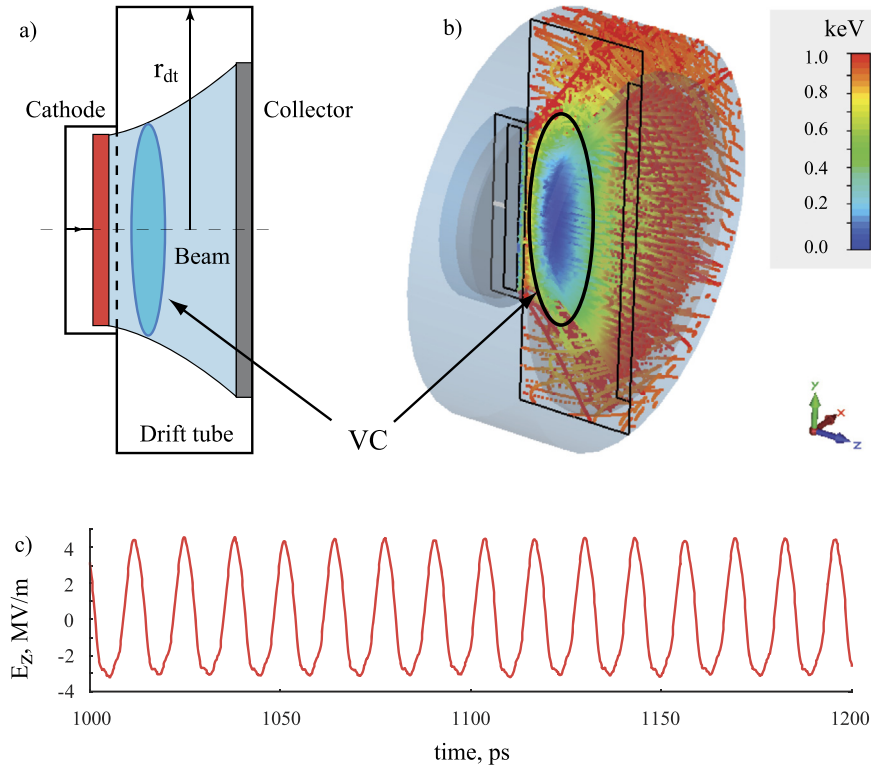 a)
r_dt
Cathode
Collector
Beam
Drift tube
VC
b)
keV
1.0
0.8
0.6
0.4
0.2
0.0
y
x
z
c)
E_z, MV/m
4
2
0
-2
-4
1000 1050 1100 1150 1200
time, ps